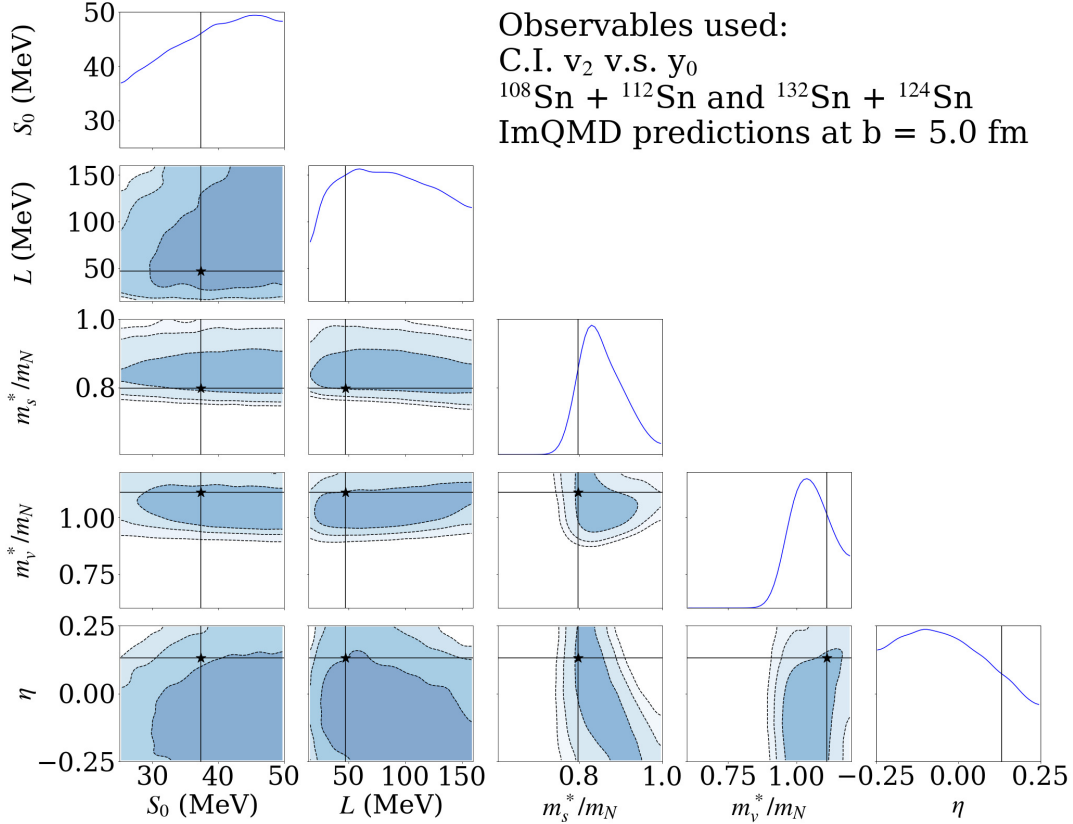 Observables used:
C.I. v₂ v.s. y₀
¹⁰⁸Sn + ¹¹²Sn and ¹³²Sn + ¹²⁴Sn
ImQMD predictions at b = 5.0 fm
50
40
30
S₀ (MeV)
150
100
50
L (MeV)
1.0
0.8
m*ₛ/m_N
1.00
0.75
m*ᵥ/m_N
0.25
0.00
−0.25
η
30 50
S₀ (MeV)
50 100 150
L (MeV)
0.8 1.0
m*ₛ/m_N
0.75 1.00
m*ᵥ/m_N
−0.25 0.00 0.25
η